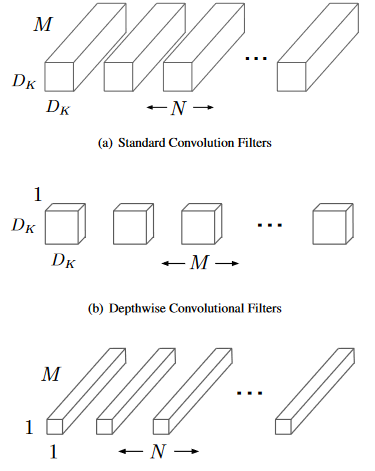 M
D_K
D_K
N
...
(a) Standard Convolution Filters
1
D_K
D_K
M
...
(b) Depthwise Convolutional Filters
M
1
1
N
...